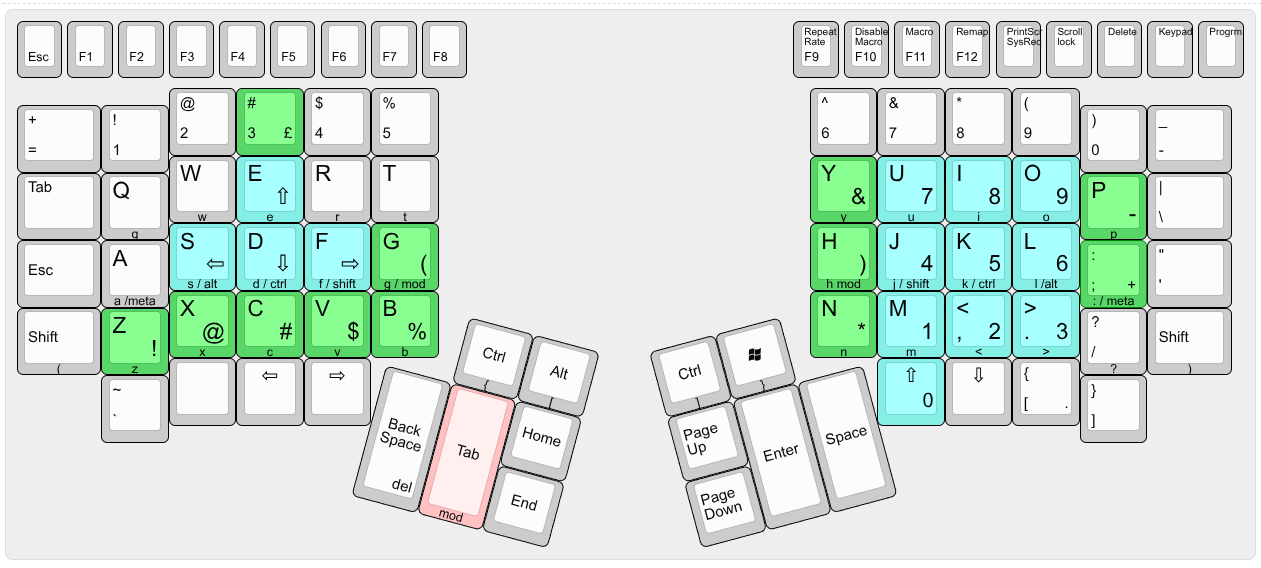 Esc
F1
F2
F3
F4
F5
F6
F7
F8
Repeat
Rate
F9
Disable
Macro
F10
Macro
F11
Remap
F12
PrintScr
SysReq
Scroll
lock
Delete
Keypad
Progrm
+
=
!
1
@
2
#
3 £
$
4
%
5
^
6
&
7
*
8
(
9
)
0
_
-
Tab
Q
q
W
w
E ⇧
e
R
r
T
t
Y
&
y
U
7
u
I
8
i
O
9
o
P
-
p
|
\
Esc
A
a /meta
S
⇦
s / alt
D
⇩
d / ctrl
F
⇨
f / shift
G
(
g / mod
H
)
h mod
J
4
j / shift
K
5
k / ctrl
L
6
l /alt
:
; +
: / meta
"
'
Shift
(
Z
!
z
X
@
x
C
#
c
V
$
v
B
%
b
N
*
n
M
1
m
<
, 2
<
>
. 3
>
?
/
?
Shift
)
~
`
⇦
⇨
⇧
0
⇩
{
[ .
}
]
Ctrl
{
Alt
[
Back
Space
del
Tab
mod
Home
End
Ctrl
]
}
Page
Up
Page
Down
Enter
Space